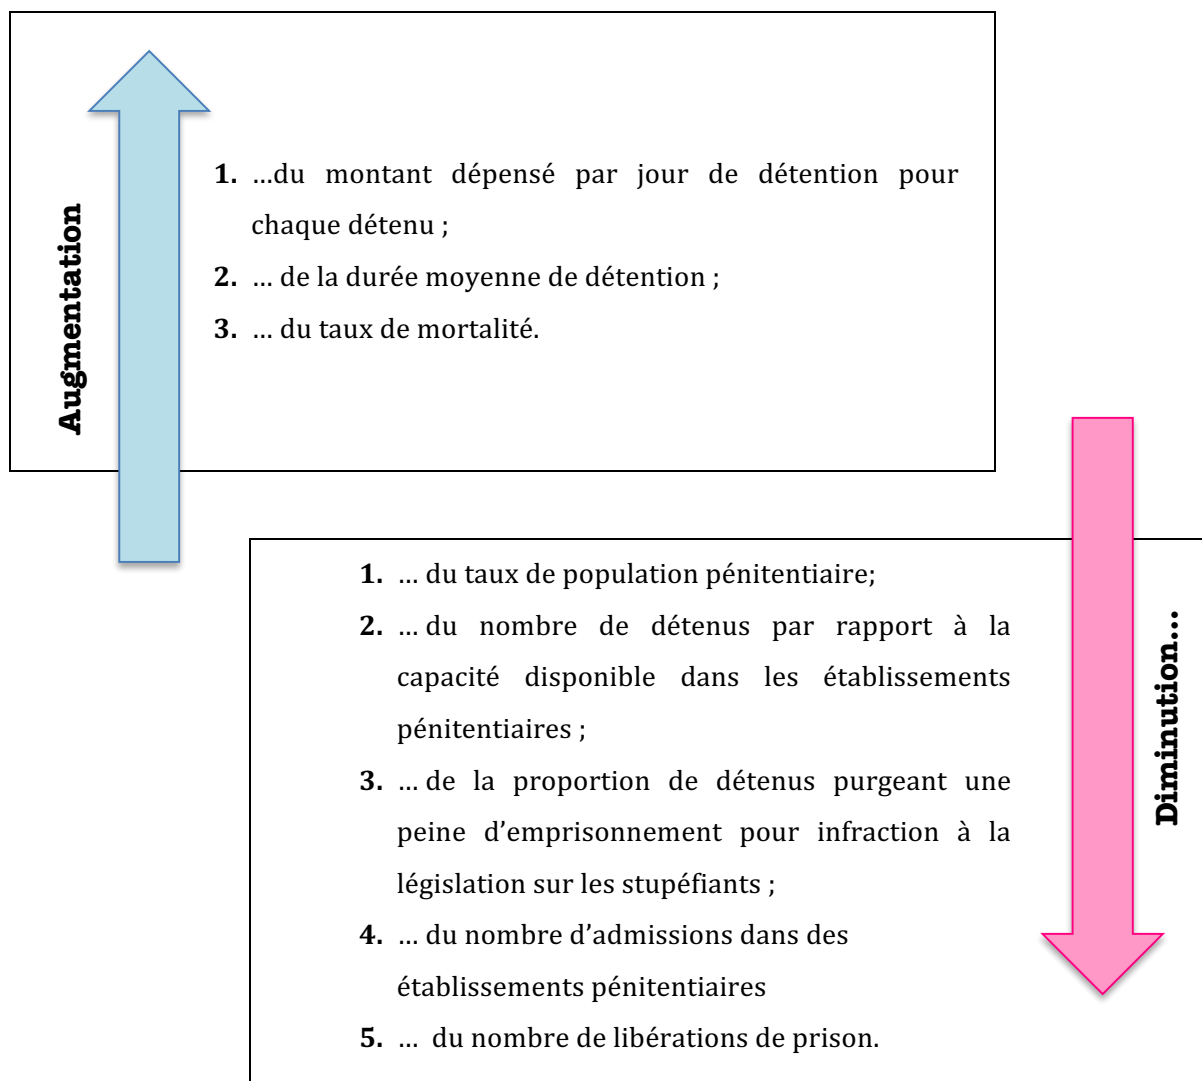 Augmentation
1. …du montant dépensé par jour de détention pour
chaque détenu ;
2. … de la durée moyenne de détention ;
3. … du taux de mortalité.
1. … du taux de population pénitentiaire;
2. … du nombre de détenus par rapport à la
capacité disponible dans les établissements
pénitentiaires ;
3. … de la proportion de détenus purgeant une
peine d’emprisonnement pour infraction à la
législation sur les stupéfiants ;
4. … du nombre d’admissions dans des
établissements pénitentiaires
5. … du nombre de libérations de prison.
Diminution…